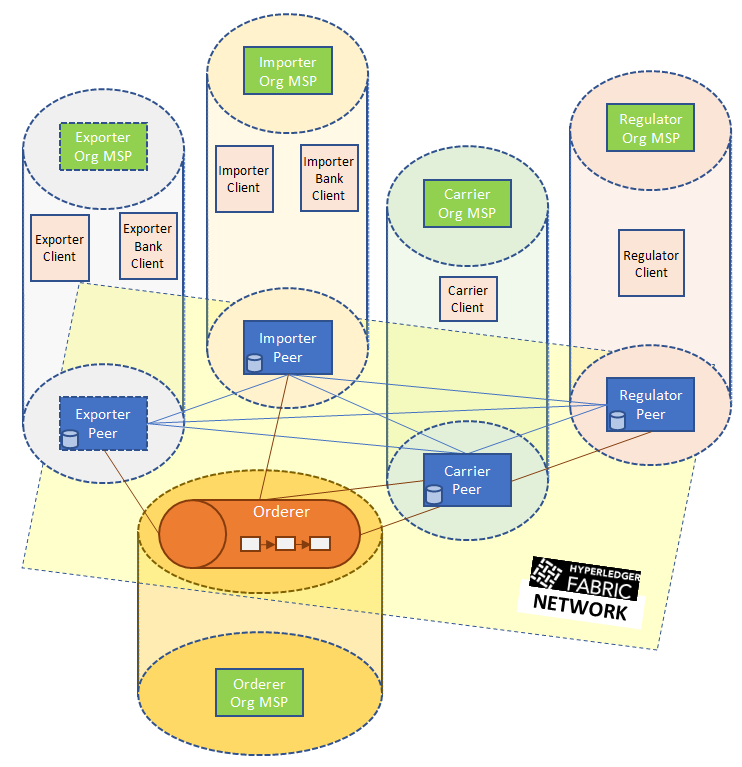 Importer
Org MSP
Exporter
Org MSP
Regulator
Org MSP
Importer
Client
Importer
Bank
Client
Carrier
Org MSP
Exporter
Client
Exporter
Bank
Client
Regulator
Client
Carrier
Client
Importer
Peer
Exporter
Peer
Regulator
Peer
Carrier
Peer
Orderer
HYPERLEDGER
FABRIC
NETWORK
Orderer
Org MSP